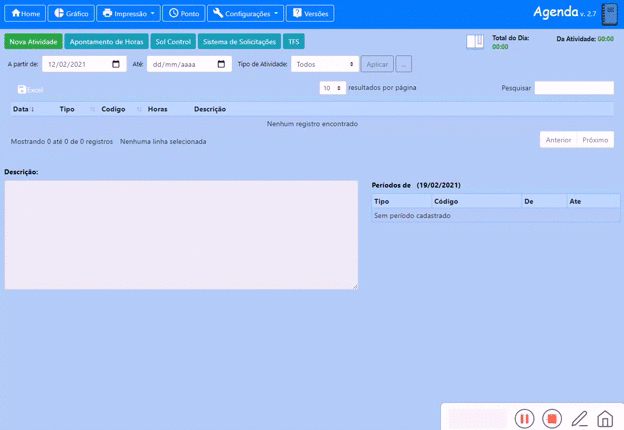 Home Gráfico Impressão Ponto Configurações Versões Agenda v. 2.7
Nova Atividade Apontamento de Horas Sol Control Sistema de Solicitações TFS Total do Dia: 00:00 Da Atividade: 00:00
A partir de: 12/02/2021 Até: dd/mm/aaaa Tipo de Atividade: Todos Aplicar ...
Excel 10 resultados por página Pesquisar
Data Tipo Codigo Horas Descrição
Nenhum registro encontrado
Mostrando 0 até 0 de 0 registros Nenhuma linha selecionada Anterior Próximo
Descrição:
Períodos de (19/02/2021)
Tipo Código De Ate
Sem período cadastrado